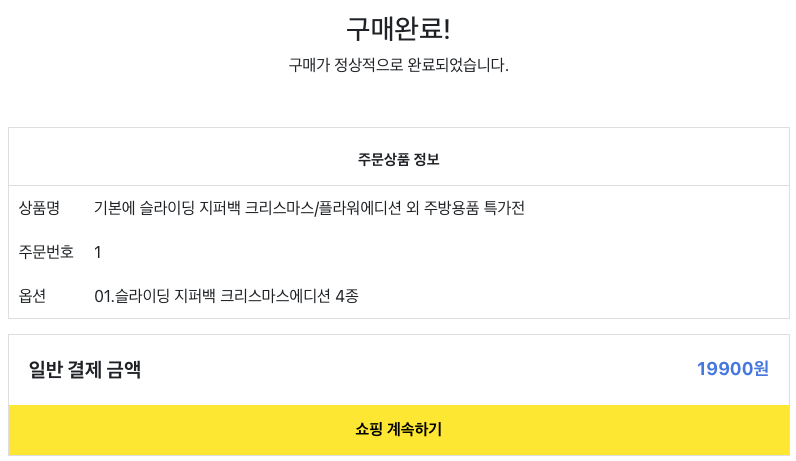 구매완료!
구매가 정상적으로 완료되었습니다.
주문상품 정보
상품명 기본에 슬라이딩 지퍼백 크리스마스/플라워에디션 외 주방용품 특가전
주문번호 1
옵션 01.슬라이딩 지퍼백 크리스마스에디션 4종
일반 결제 금액 19900원
쇼핑 계속하기